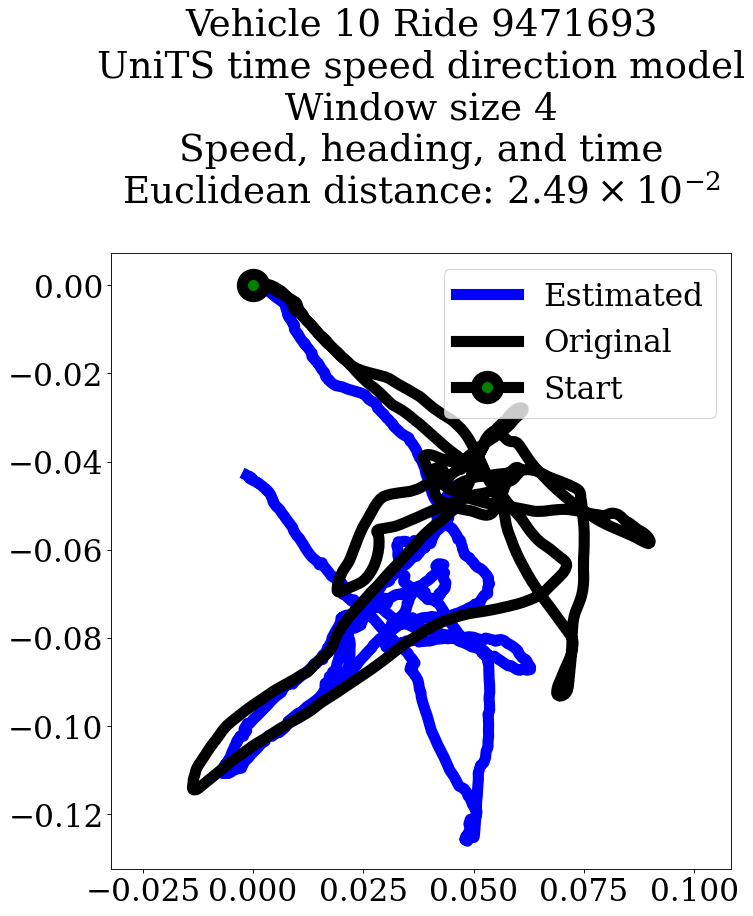 Vehicle 10 Ride 9471693
UniTS time speed direction model
Window size 4
Speed, heading, and time
Euclidean distance: 2.49 × 10⁻²
Estimated
Original
Start
0.00
−0.02
−0.04
−0.06
−0.08
−0.10
−0.12
−0.025 0.000 0.025 0.050 0.075 0.100